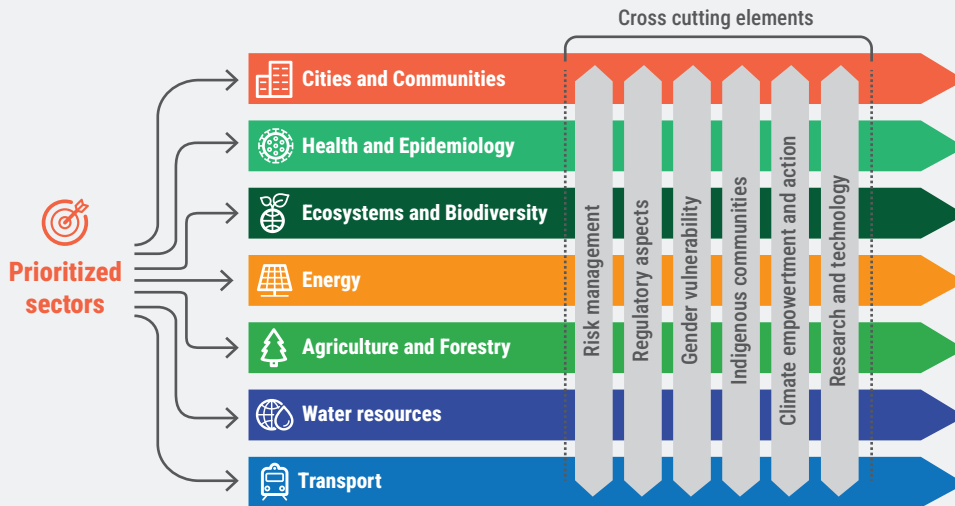 Cross cutting elements
Cities and Communities
Health and Epidemiology
Ecosystems and Biodiversity
Prioritized
sectors
Energy
Agriculture and Forestry
Water resources
Transport
Risk management
Regulatory aspects
Gender vulnerability
Indigenous communities
Climate empowertment and action
Research and technology